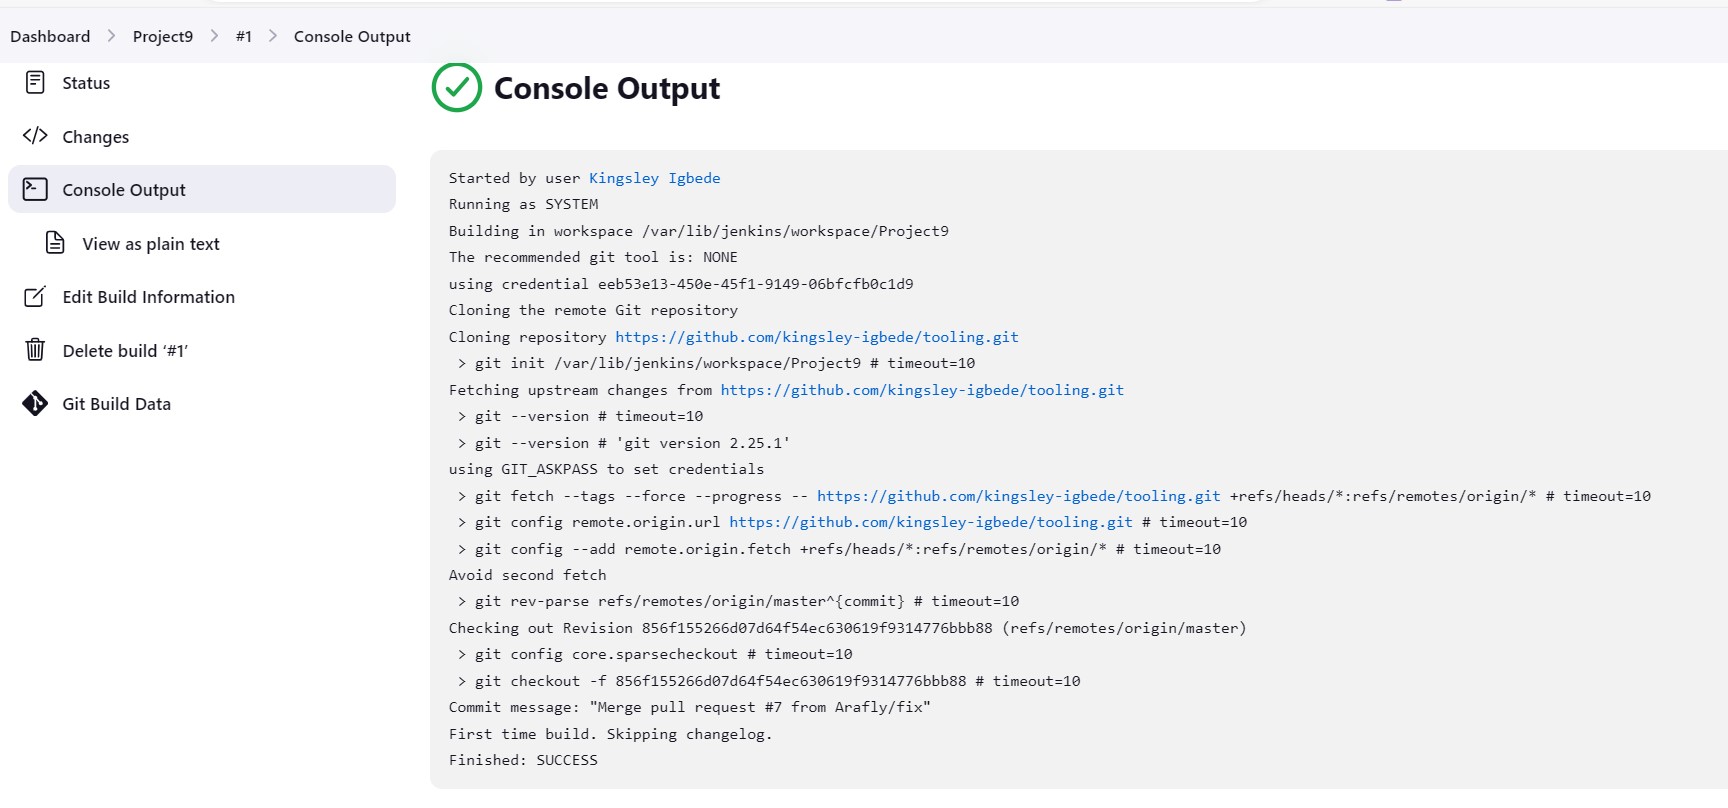 Dashboard > Project9 > #1 > Console Output
Status
Changes
Console Output
View as plain text
Edit Build Information
Delete build ‘#1’
Git Build Data
Console Output
Started by user Kingsley Igbede
Running as SYSTEM
Building in workspace /var/lib/jenkins/workspace/Project9
The recommended git tool is: NONE
using credential eeb53e13-450e-45f1-9149-06bfcfb0c1d9
Cloning the remote Git repository
Cloning repository https://github.com/kingsley-igbede/tooling.git
 > git init /var/lib/jenkins/workspace/Project9 # timeout=10
Fetching upstream changes from https://github.com/kingsley-igbede/tooling.git
 > git --version # timeout=10
 > git --version # 'git version 2.25.1'
using GIT_ASKPASS to set credentials
 > git fetch --tags --force --progress -- https://github.com/kingsley-igbede/tooling.git +refs/heads/*:refs/remotes/origin/* # timeout=10
 > git config remote.origin.url https://github.com/kingsley-igbede/tooling.git # timeout=10
 > git config --add remote.origin.fetch +refs/heads/*:refs/remotes/origin/* # timeout=10
Avoid second fetch
 > git rev-parse refs/remotes/origin/master^{commit} # timeout=10
Checking out Revision 856f155266d07d64f54ec630619f9314776bbb88 (refs/remotes/origin/master)
 > git config core.sparsecheckout # timeout=10
 > git checkout -f 856f155266d07d64f54ec630619f9314776bbb88 # timeout=10
Commit message: "Merge pull request #7 from Arafly/fix"
First time build. Skipping changelog.
Finished: SUCCESS